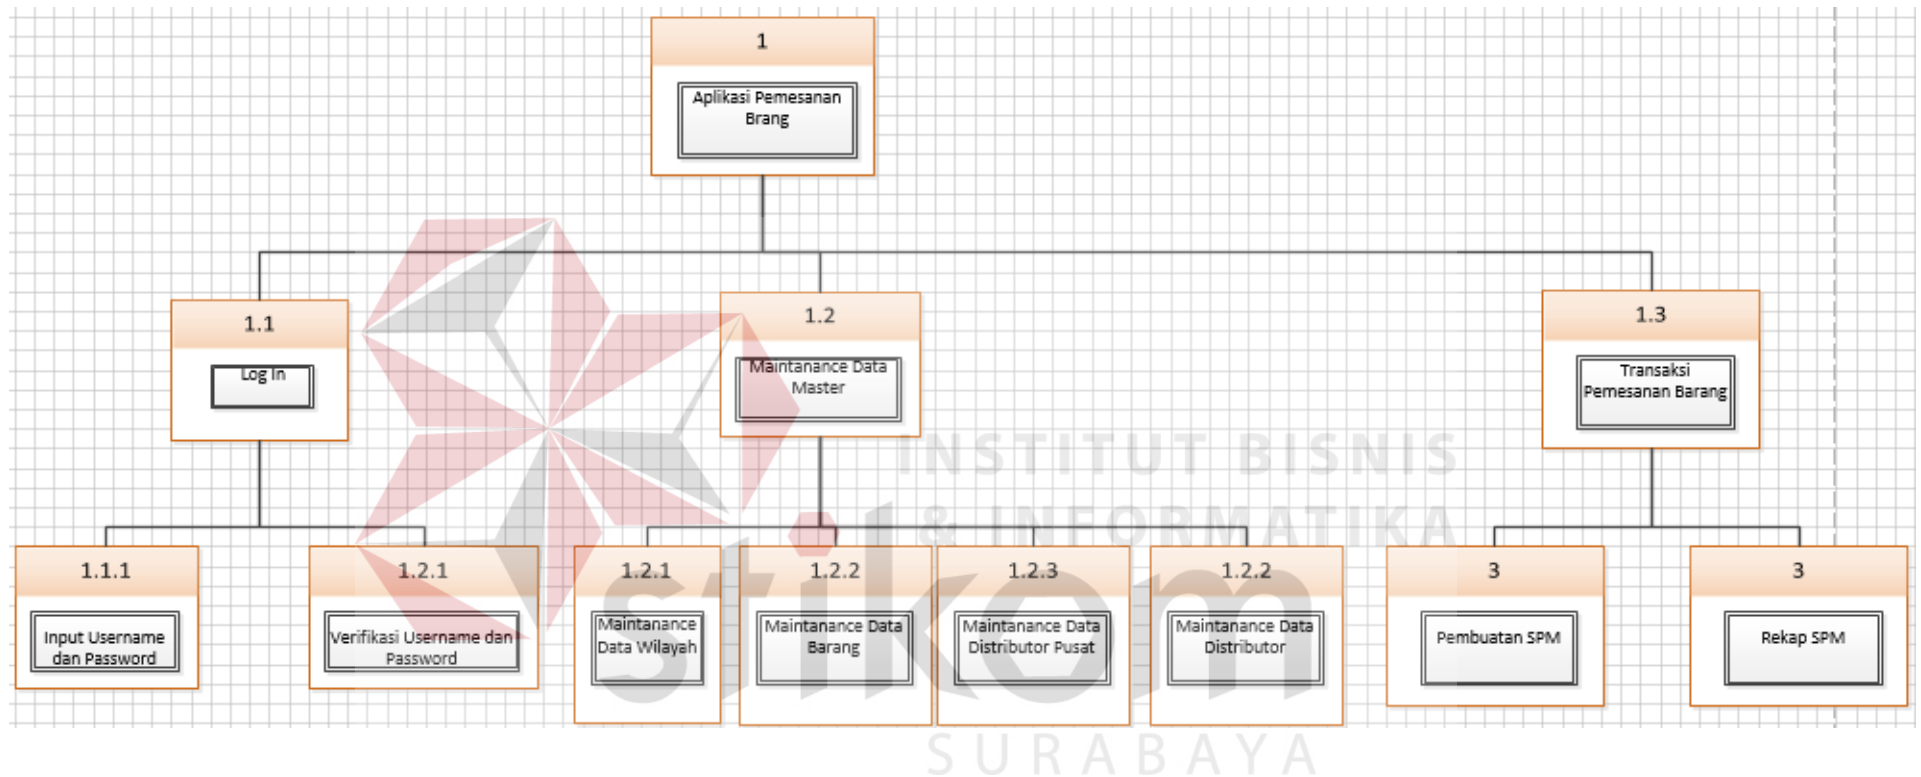 1
Aplikasi Pemesanan
Brang
1.1
Log In
1.2
Maintanance Data
Master
1.3
Transaksi
Pemesanan Barang
INSTITUT BISNIS
& INFORMATIKA
stikom
SURABAYA
1.1.1
Input Username
dan Password
1.2.1
Verifikasi Username dan
Password
1.2.1
Maintanance
Data Wilayah
1.2.2
Maintanance Data
Barang
1.2.3
Maintanance Data
Distributor Pusat
1.2.2
Maintanance Data
Distributor
3
Pembuatan SPM
3
Rekap SPM